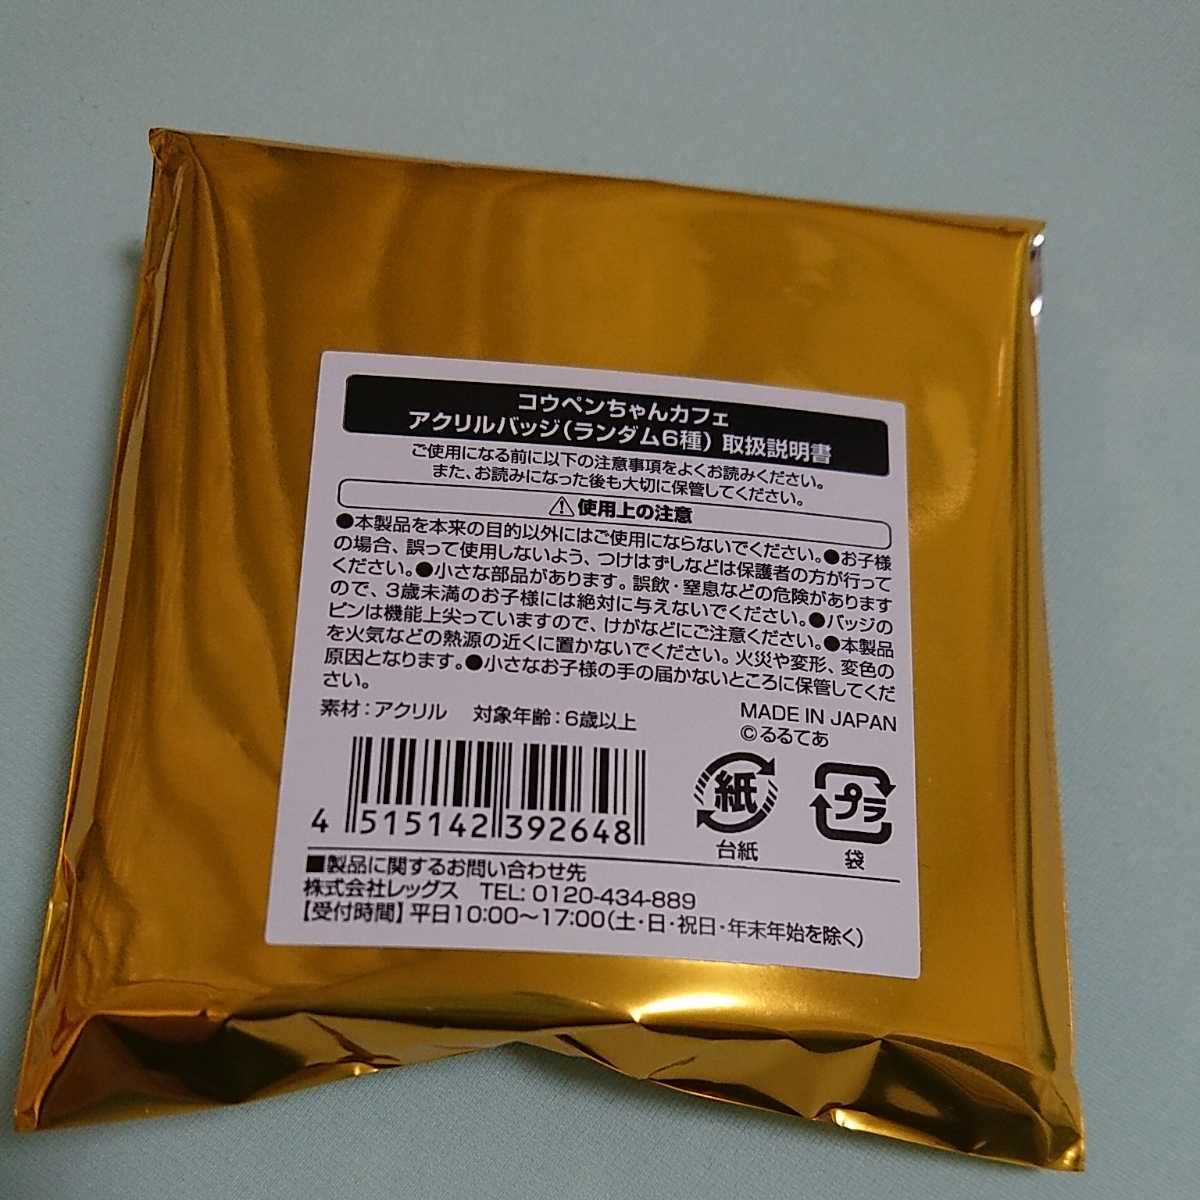 コウペンちゃんカフェ
アクリルバッジ(ランダム6種) 取扱説明書
ご使用になる前に以下の注意事項をよくお読みください。
また、お読みになった後も大切に保管してください。
⚠使用上の注意
●本製品を本来の目的以外にはご使用にならないでください。●お子様
の場合、誤って使用しないよう、つけはずしなどは保護者の方が行って
ください。●小さな部品があります。誤飲・窒息などの危険があります
ので、3歳未満のお子様には絶対に与えないでください。●バッジの
ピンは機能上尖っていますので、けがなどにご注意ください。●本製品
を火気などの熱源の近くに置かないでください。火災や変形、変色の
原因となります。●小さなお子様の手の届かないところに保管してくだ
さい。
素材:アクリル 対象年齢:6歳以上
MADE IN JAPAN
©るるてあ
4 515142 392648
紙
台紙
プラ
袋
■製品に関するお問い合わせ先
株式会社レッグス TEL: 0120-434-889
【受付時間】平日10:00〜17:00(土・日・祝日・年末年始を除く)